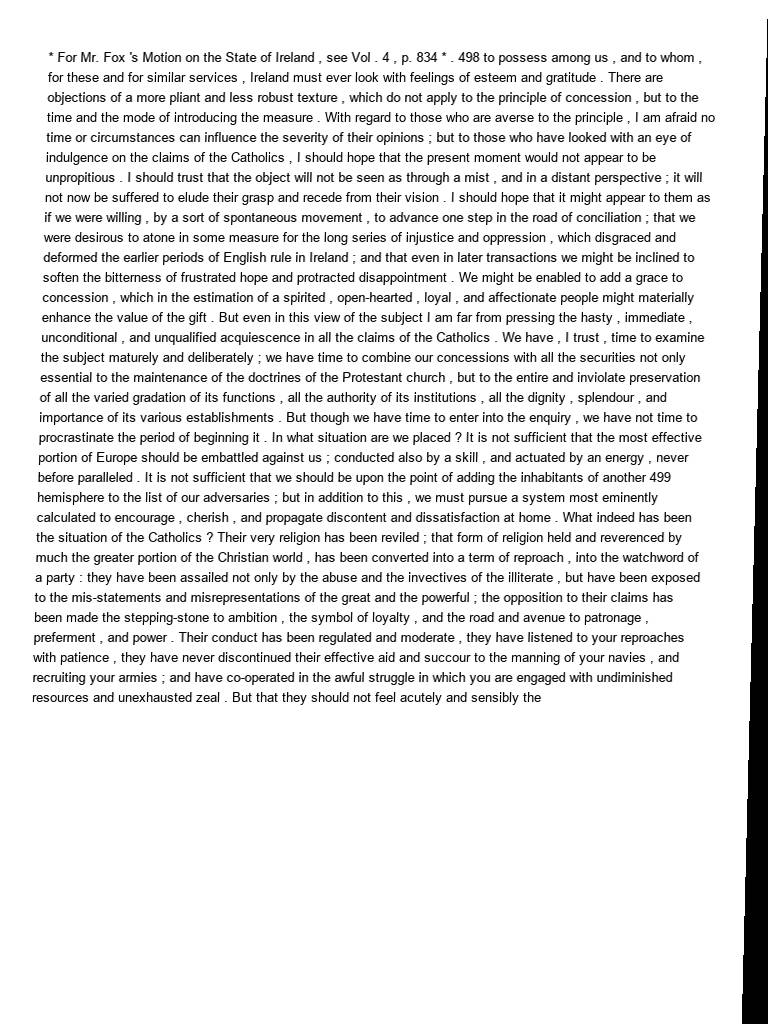 * For Mr. Fox 's Motion on the State of Ireland , see Vol . 4 , p. 834 * . 498 to possess among us , and to whom ,
for these and for similar services , Ireland must ever look with feelings of esteem and gratitude . There are
objections of a more pliant and less robust texture , which do not apply to the principle of concession , but to the
time and the mode of introducing the measure . With regard to those who are averse to the principle , I am afraid no
time or circumstances can influence the severity of their opinions ; but to those who have looked with an eye of
indulgence on the claims of the Catholics , I should hope that the present moment would not appear to be
unpropitious . I should trust that the object will not be seen as through a mist , and in a distant perspective ; it will
not now be suffered to elude their grasp and recede from their vision . I should hope that it might appear to them as
if we were willing , by a sort of spontaneous movement , to advance one step in the road of conciliation ; that we
were desirous to atone in some measure for the long series of injustice and oppression , which disgraced and
deformed the earlier periods of English rule in Ireland ; and that even in later transactions we might be inclined to
soften the bitterness of frustrated hope and protracted disappointment . We might be enabled to add a grace to
concession , which in the estimation of a spirited , open-hearted , loyal , and affectionate people might materially
enhance the value of the gift . But even in this view of the subject I am far from pressing the hasty , immediate ,
unconditional , and unqualified acquiescence in all the claims of the Catholics . We have , I trust , time to examine
the subject maturely and deliberately ; we have time to combine our concessions with all the securities not only
essential to the maintenance of the doctrines of the Protestant church , but to the entire and inviolate preservation
of all the varied gradation of its functions , all the authority of its institutions , all the dignity , splendour , and
importance of its various establishments . But though we have time to enter into the enquiry , we have not time to
procrastinate the period of beginning it . In what situation are we placed ? It is not sufficient that the most effective
portion of Europe should be embattled against us ; conducted also by a skill , and actuated by an energy , never
before paralleled . It is not sufficient that we should be upon the point of adding the inhabitants of another 499
hemisphere to the list of our adversaries ; but in addition to this , we must pursue a system most eminently
calculated to encourage , cherish , and propagate discontent and dissatisfaction at home . What indeed has been
the situation of the Catholics ? Their very religion has been reviled ; that form of religion held and reverenced by
much the greater portion of the Christian world , has been converted into a term of reproach , into the watchword of
a party : they have been assailed not only by the abuse and the invectives of the illiterate , but have been exposed
to the mis-statements and misrepresentations of the great and the powerful ; the opposition to their claims has
been made the stepping-stone to ambition , the symbol of loyalty , and the road and avenue to patronage ,
preferment , and power . Their conduct has been regulated and moderate , they have listened to your reproaches
with patience , they have never discontinued their effective aid and succour to the manning of your navies , and
recruiting your armies ; and have co-operated in the awful struggle in which you are engaged with undiminished
resources and unexhausted zeal . But that they should not feel acutely and sensibly the